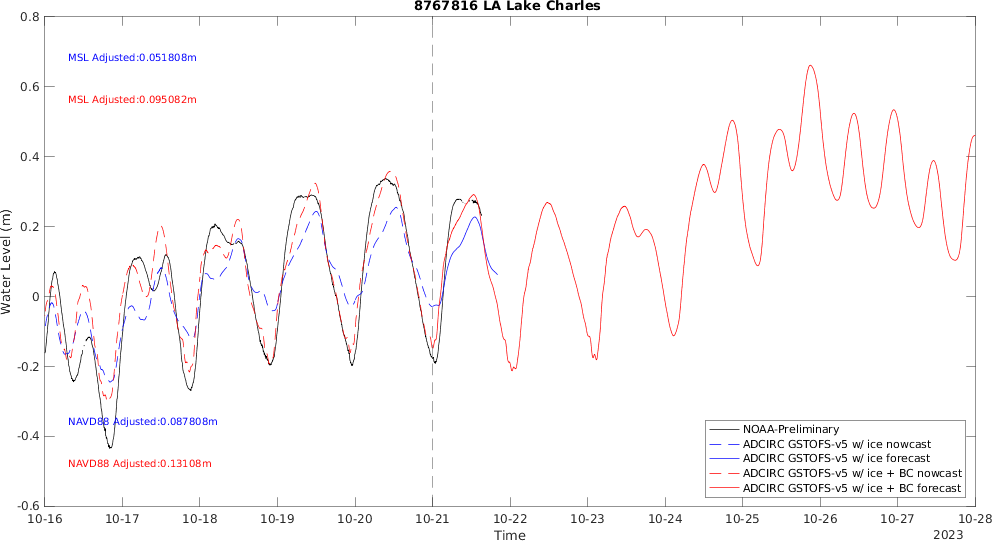 8767816 LA Lake Charles
0.8
MSL Adjusted:0.051808m
0.6
MSL Adjusted:0.095082m
0.4
0.2
Water Level (m)
0
-0.2
NAVD88 Adjusted:0.087808m
-0.4
NAVD88 Adjusted:0.13108m
-0.6
NOAA-Preliminary
ADCIRC GSTOFS-v5 w/ ice nowcast
ADCIRC GSTOFS-v5 w/ ice forecast
ADCIRC GSTOFS-v5 w/ ice + BC nowcast
ADCIRC GSTOFS-v5 w/ ice + BC forecast
10-16 10-17 10-18 10-19 10-20 10-21 10-22 10-23 10-24 10-25 10-26 10-27 10-28
Time
2023